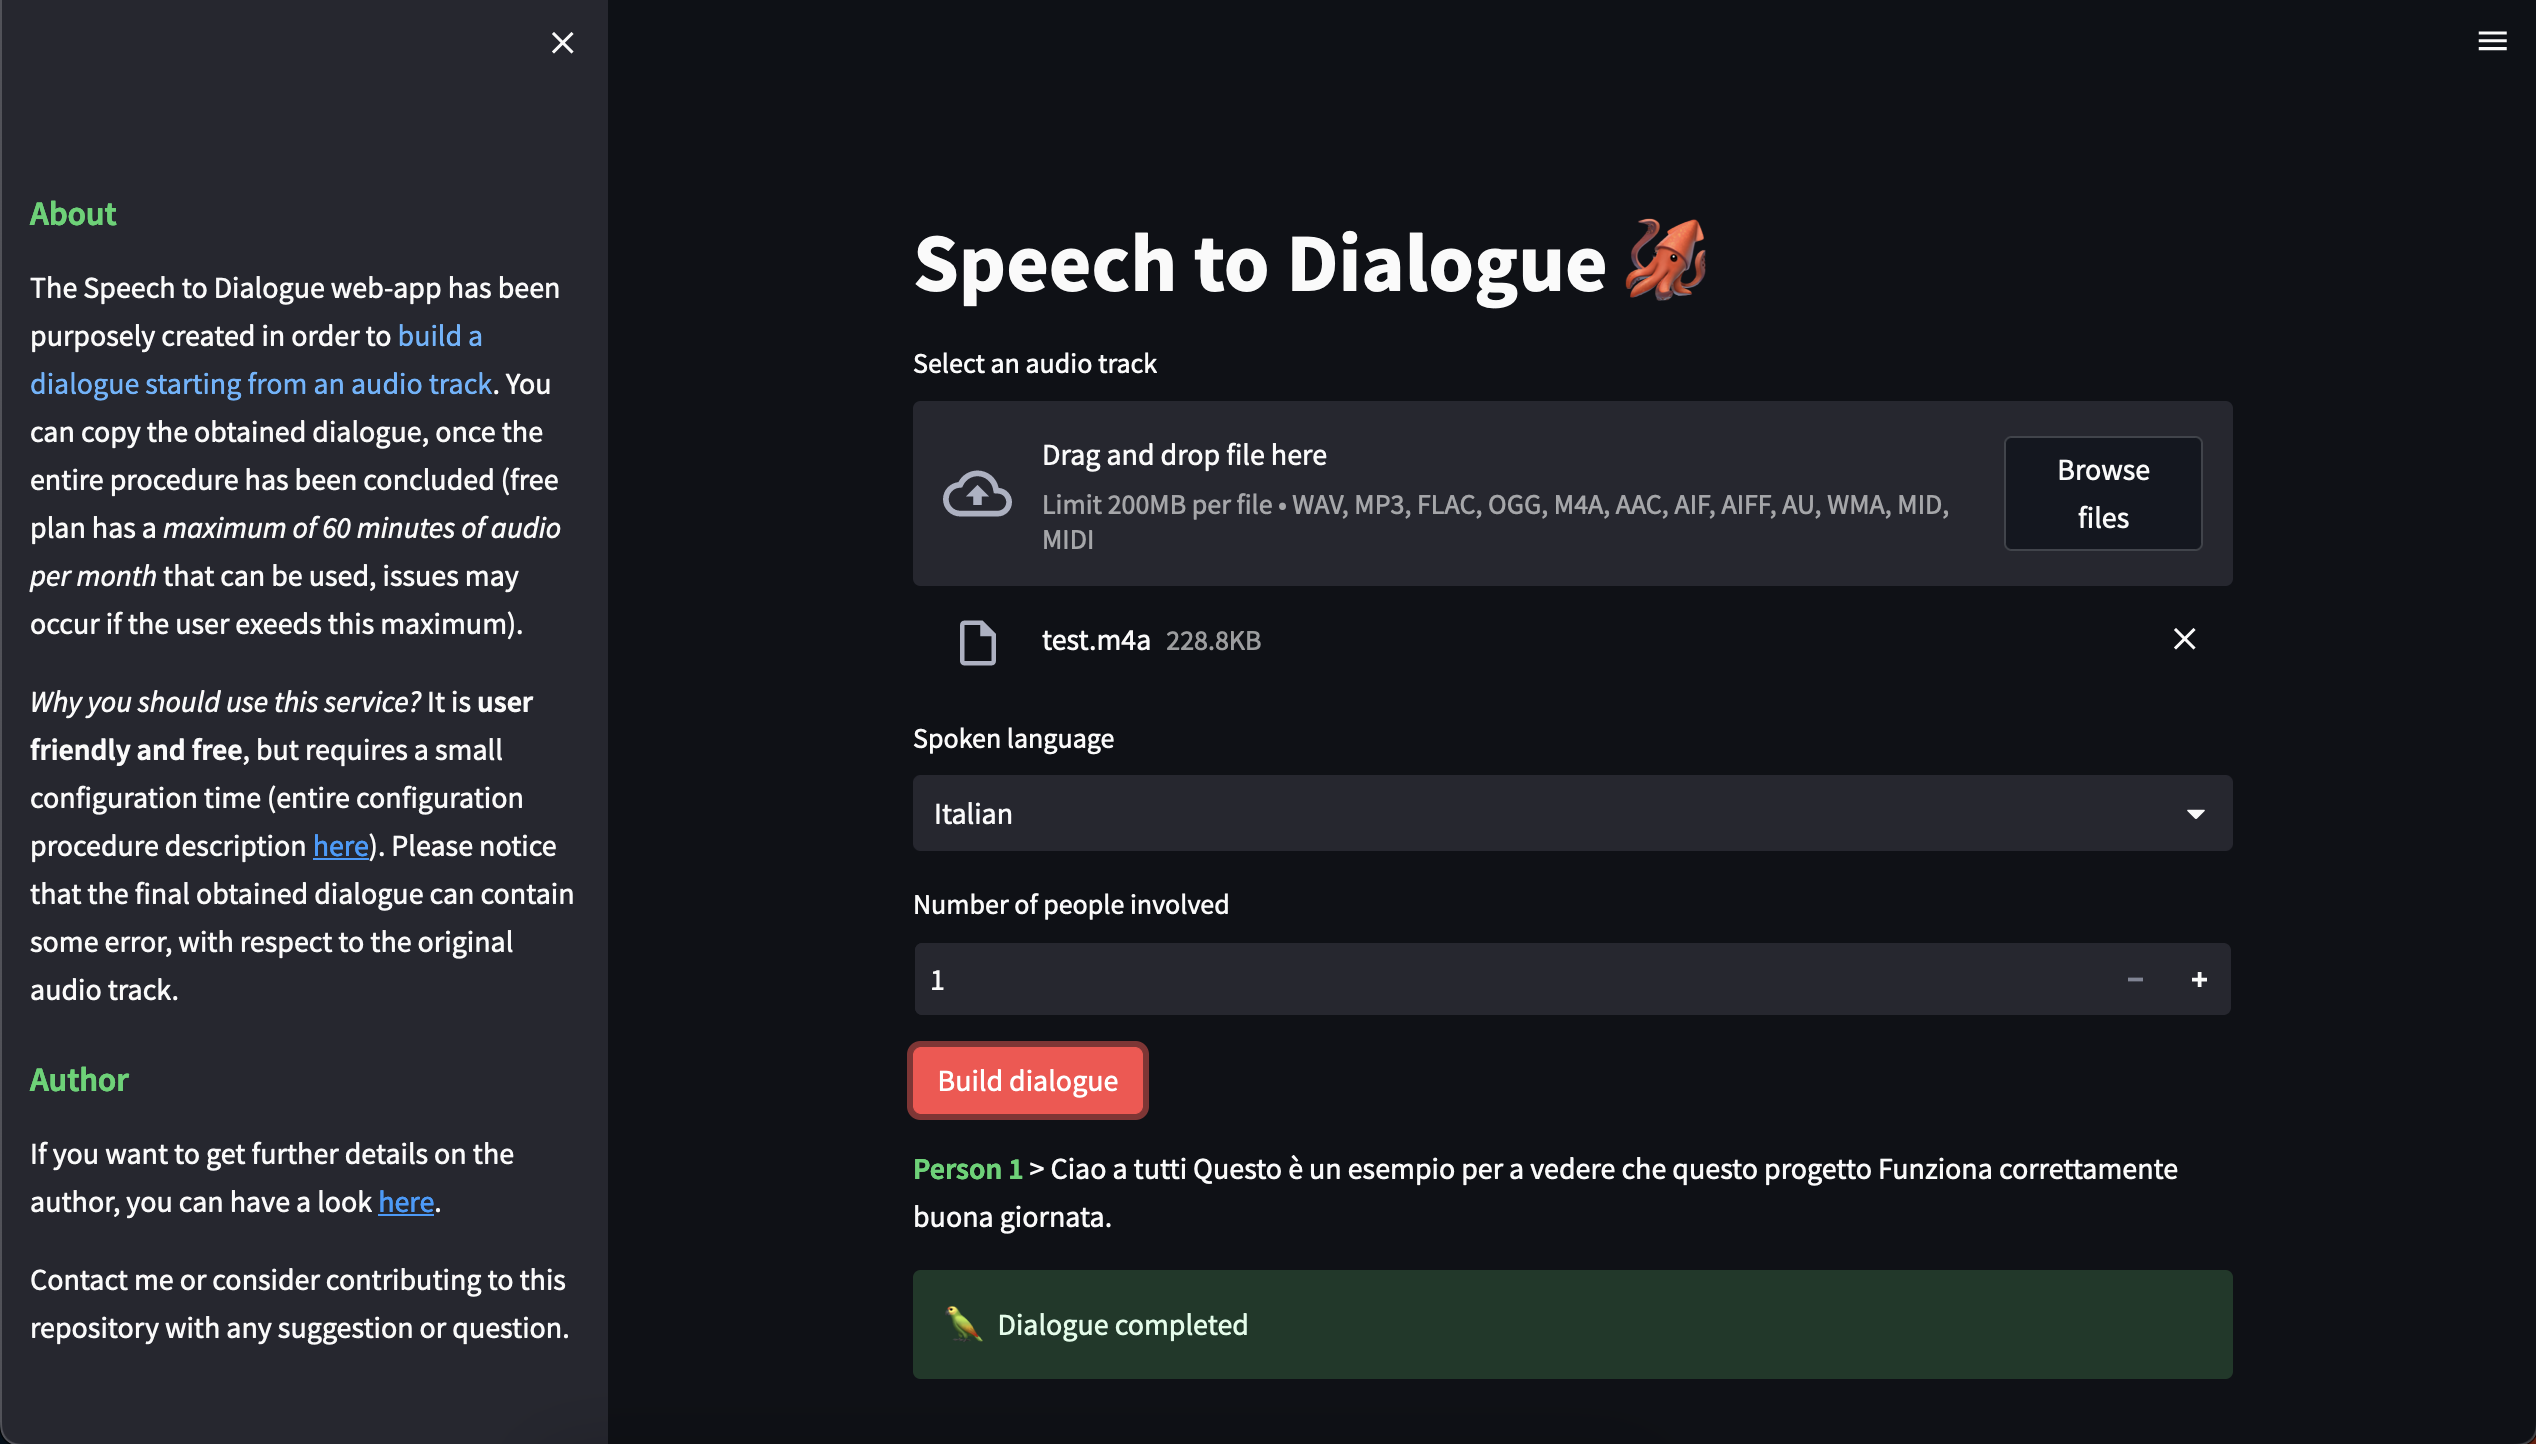 About
The Speech to Dialogue web-app has been
purposely created in order to build a
dialogue starting from an audio track. You
can copy the obtained dialogue, once the
entire procedure has been concluded (free
plan has a maximum of 60 minutes of audio
per month that can be used, issues may
occur if the user exeeds this maximum).
Why you should use this service? It is user
friendly and free, but requires a small
configuration time (entire configuration
procedure description here). Please notice
that the final obtained dialogue can contain
some error, with respect to the original
audio track.
Author
If you want to get further details on the
author, you can have a look here.
Contact me or consider contributing to this
repository with any suggestion or question.
Speech to Dialogue
Select an audio track
Drag and drop file here
Limit 200MB per file • WAV, MP3, FLAC, OGG, M4A, AAC, AIF, AIFF, AU, WMA, MID,
MIDI
Browse
files
test.m4a 228.8KB
Spoken language
Italian
Number of people involved
1
Build dialogue
Person 1 > Ciao a tutti Questo è un esempio per a vedere che questo progetto Funziona correttamente
buona giornata.
Dialogue completed